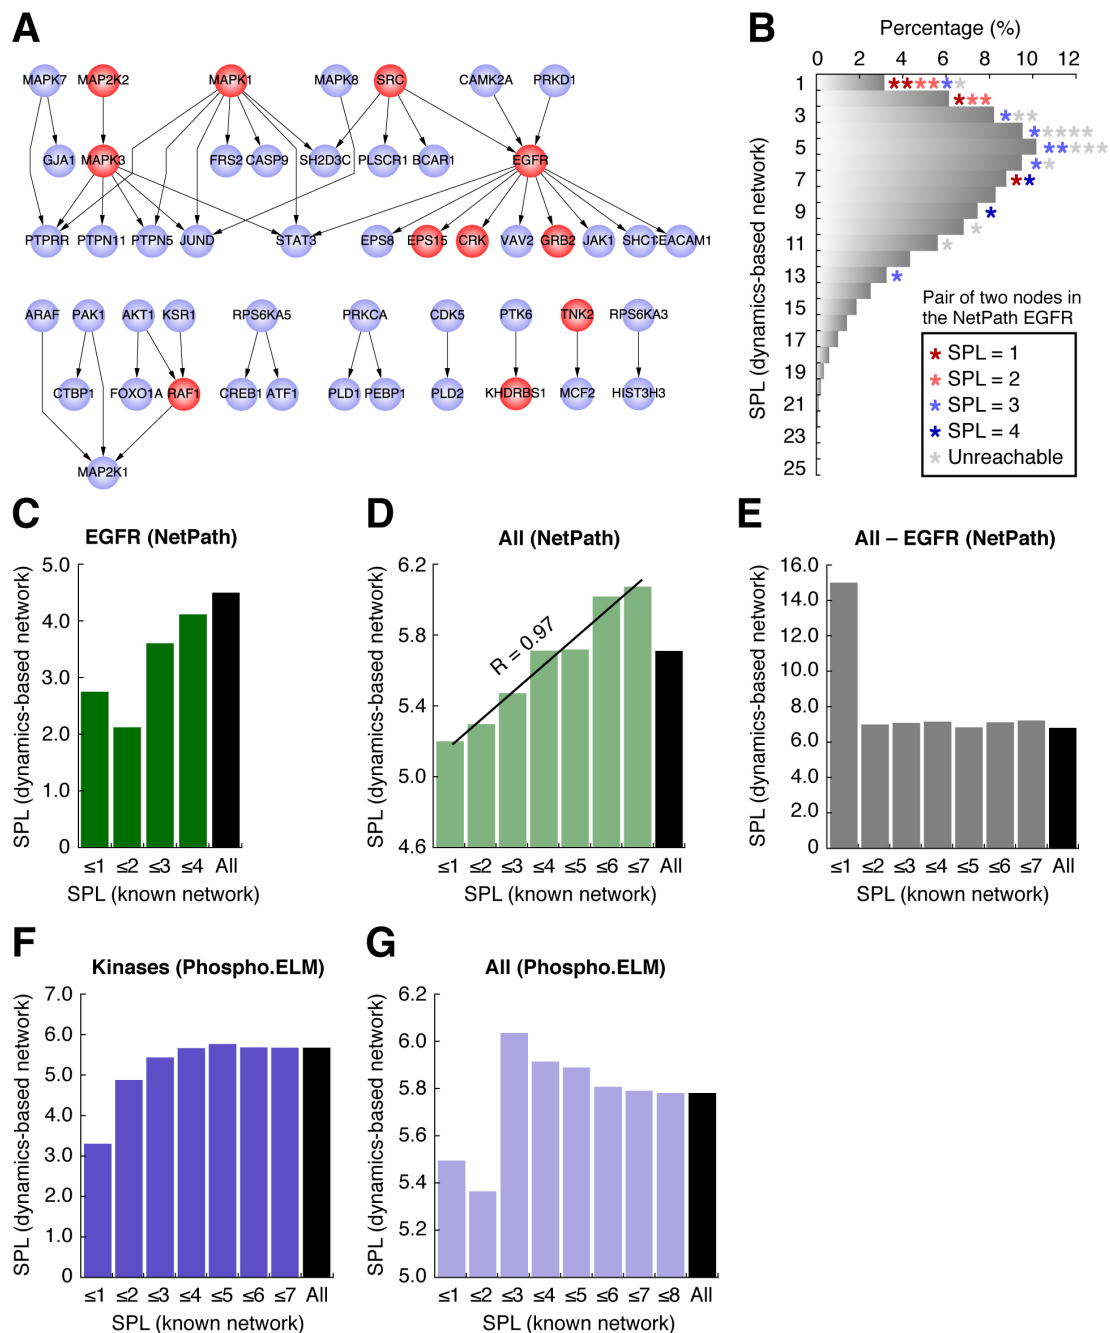 A
MAPK7 MAP2K2 MAPK1 MAPK8 SRC CAMK2A PRKD1
GJA1 MAPK3 FRS2 CASP9 SH2D3C PLSCR1 BCAR1 EGFR
PTPRR PTPN11 PTPN5 JUND STAT3 EPS8 EPS15 CRK VAV2 GRB2 JAK1 SHC1 CEACAM1
ARAF PAK1 AKT1 KSR1 RPS6KA5 PRKCA CDK5 PTK6 TNK2 RPS6KA3
CTBP1 FOXO1A RAF1 CREB1 ATF1 PLD1 PEBP1 PLD2 KHDRBS1 MCF2 HIST3H3
MAP2K1
B
Percentage (%)
0 2 4 6 8 10 12
SPL (dynamics-based network)
1
3
5
7
9
11
13
15
17
19
21
23
25
Pair of two nodes in
the NetPath EGFR
* SPL = 1
* SPL = 2
* SPL = 3
* SPL = 4
* Unreachable
C
EGFR (NetPath)
SPL (dynamics-based network)
5.0
4.0
3.0
2.0
1.0
0
≤1 ≤2 ≤3 ≤4 All
SPL (known network)
D
All (NetPath)
SPL (dynamics-based network)
6.2
5.8
5.4
5.0
4.6
R = 0.97
≤1 ≤2 ≤3 ≤4 ≤5 ≤6 ≤7 All
SPL (known network)
E
All – EGFR (NetPath)
SPL (dynamics-based network)
16.0
14.0
12.0
10.0
8.0
6.0
4.0
2.0
0
≤1 ≤2 ≤3 ≤4 ≤5 ≤6 ≤7 All
SPL (known network)
F
Kinases (Phospho.ELM)
SPL (dynamics-based network)
7.0
6.0
5.0
4.0
3.0
2.0
1.0
0
≤1 ≤2 ≤3 ≤4 ≤5 ≤6 ≤7 All
SPL (known network)
G
All (Phospho.ELM)
SPL (dynamics-based network)
6.2
6.0
5.8
5.6
5.4
5.2
5.0
≤1 ≤2 ≤3 ≤4 ≤5 ≤6 ≤7 ≤8 All
SPL (known network)